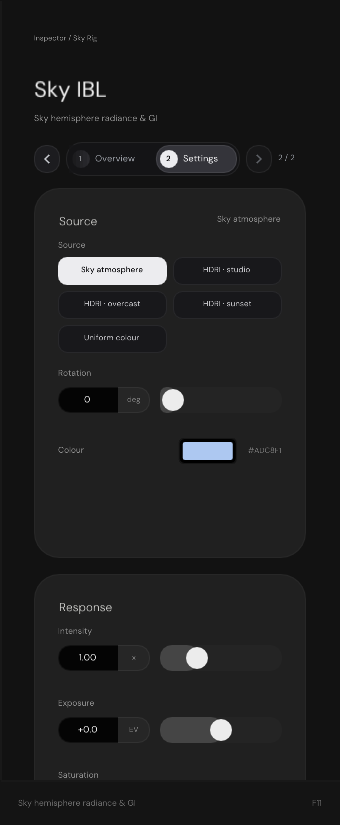 Inspector / Sky Rig
Sky IBL
Sky hemisphere radiance & GI
1 Overview 2 Settings 2 / 2
Source Sky atmosphere
Source
Sky atmosphere HDRI · studio
HDRI · overcast HDRI · sunset
Uniform colour
Rotation
0 deg
Colour
Response
Intensity
1.00 x
Exposure
+0.0 EV
Saturation
Sky hemisphere radiance & GI F11